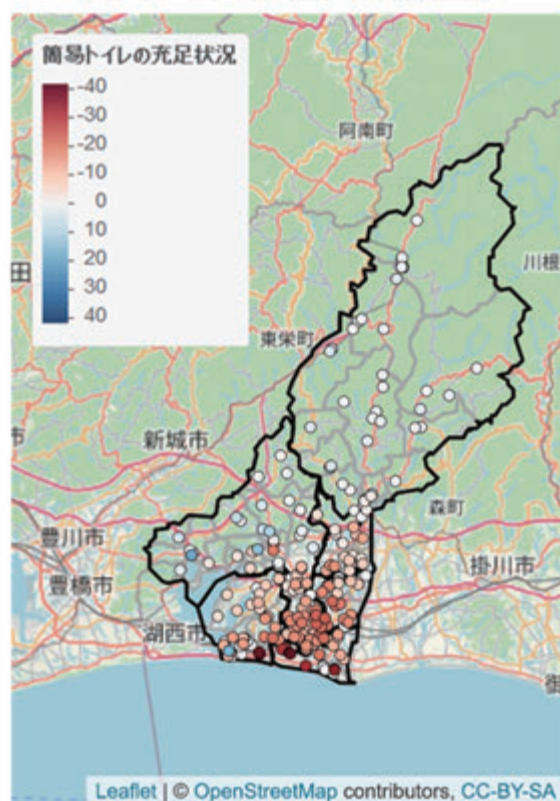 簡易トイレの充足状況
-40
-30
-20
-10
0
10
20
30
40
阿南町
川根
田
東栄町
新城市
市
森町
豊川市
掛川市
豊橋市
湖西市
御
Leaflet | © OpenStreetMap contributors, CC-BY-SA